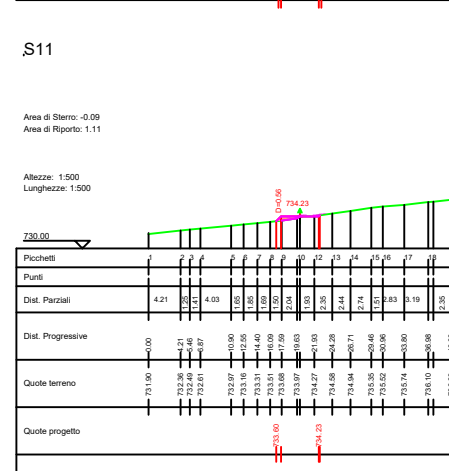 S11
Area di Sterro: -0.09
Area di Riporto: 1.11
Altezze: 1:500
Lunghezze: 1:500
D=0.56 734.23
730.00
Picchetti 1 2 3 4 5 6 7 8 9 10 12 13 14 15 16 17 18
Punti
Dist. Parziali 4.21 1.25 1.41 4.03 1.65 1.85 1.69 1.50 2.04 1.93 2.35 2.44 2.74 1.51 2.83 3.19 2.35
Dist. Progressive 0.00 4.21 5.46 6.87 10.90 12.55 14.40 16.09 17.59 19.63 21.93 24.28 26.71 29.46 30.96 33.80 36.98
Quote terreno 731.90 732.36 732.49 732.61 732.97 733.16 733.31 733.51 733.68 733.97 734.27 734.58 734.94 735.35 735.52 735.74 736.10
Quote progetto 733.60 734.23